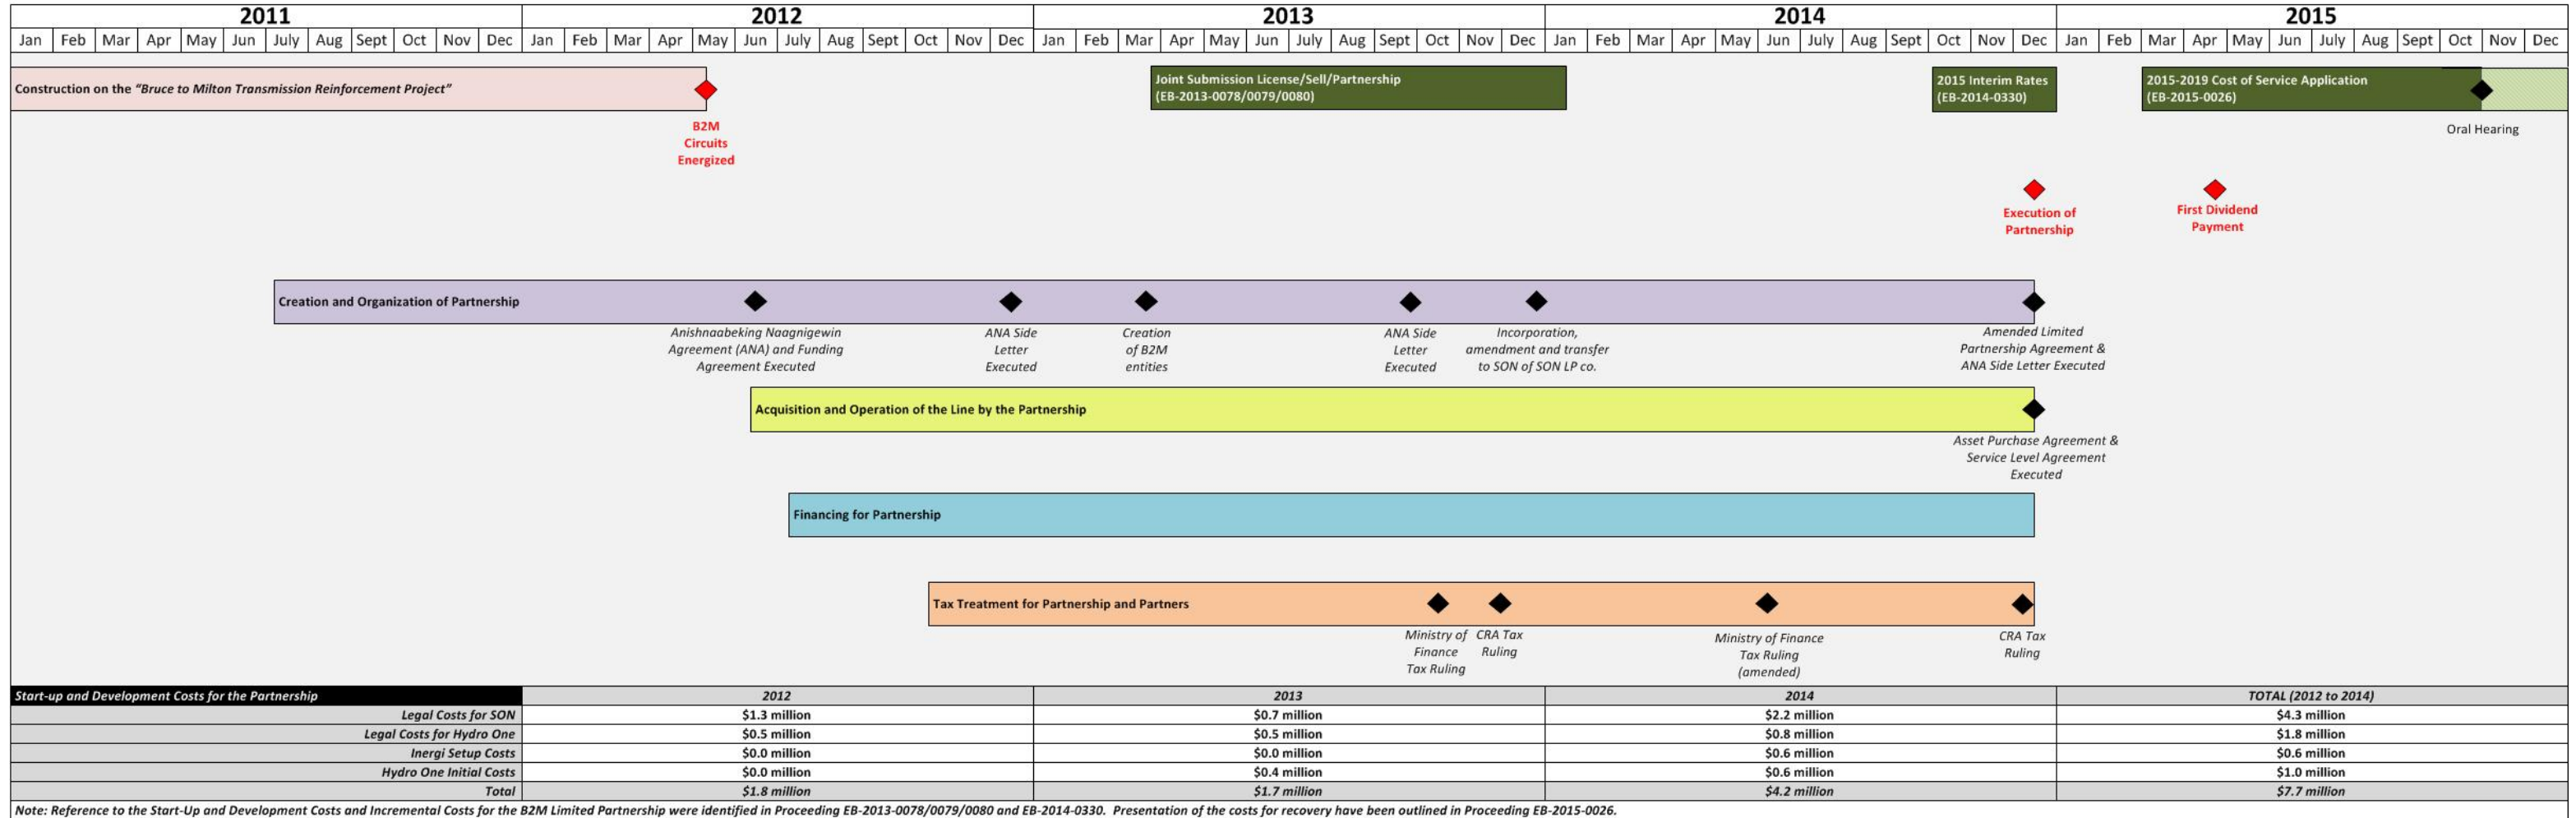 2011 2012 2013 2014 2015
Jan Feb Mar Apr May Jun July Aug Sept Oct Nov Dec Jan Feb Mar Apr May Jun July Aug Sept Oct Nov Dec Jan Feb Mar Apr May Jun July Aug Sept Oct Nov Dec Jan Feb Mar Apr May Jun July Aug Sept Oct Nov Dec Jan Feb Mar Apr May Jun July Aug Sept Oct Nov Dec
Construction on the "Bruce to Milton Transmission Reinforcement Project"
B2M
Circuits
Energized
Joint Submission License/Sell/Partnership
(EB-2013-0078/0079/0080)
2015 Interim Rates
(EB-2014-0330)
2015-2019 Cost of Service Application
(EB-2015-0026)
Oral Hearing
Execution of
Partnership
First Dividend
Payment
Creation and Organization of Partnership
Anishnaabeking Naagnigewin
Agreement (ANA) and Funding
Agreement Executed
ANA Side
Letter
Executed
Creation
of B2M
entities
ANA Side
Letter
Executed
Incorporation,
amendment and transfer
to SON of SON LP co.
Amended Limited
Partnership Agreement &
ANA Side Letter Executed
Acquisition and Operation of the Line by the Partnership
Asset Purchase Agreement &
Service Level Agreement
Executed
Financing for Partnership
Tax Treatment for Partnership and Partners
Ministry of
Finance
Tax Ruling
CRA Tax
Ruling
Ministry of Finance
Tax Ruling
(amended)
CRA Tax
Ruling
Start-up and Development Costs for the Partnership 2012 2013 2014 TOTAL (2012 to 2014)
Legal Costs for SON $1.3 million $0.7 million $2.2 million $4.3 million
Legal Costs for Hydro One $0.5 million $0.5 million $0.8 million $1.8 million
Inergi Setup Costs $0.0 million $0.0 million $0.6 million $0.6 million
Hydro One Initial Costs $0.0 million $0.4 million $0.6 million $1.0 million
Total $1.8 million $1.7 million $4.2 million $7.7 million
Note: Reference to the Start-Up and Development Costs and Incremental Costs for the B2M Limited Partnership were identified in Proceeding EB-2013-0078/0079/0080 and EB-2014-0330. Presentation of the costs for recovery have been outlined in Proceeding EB-2015-0026.